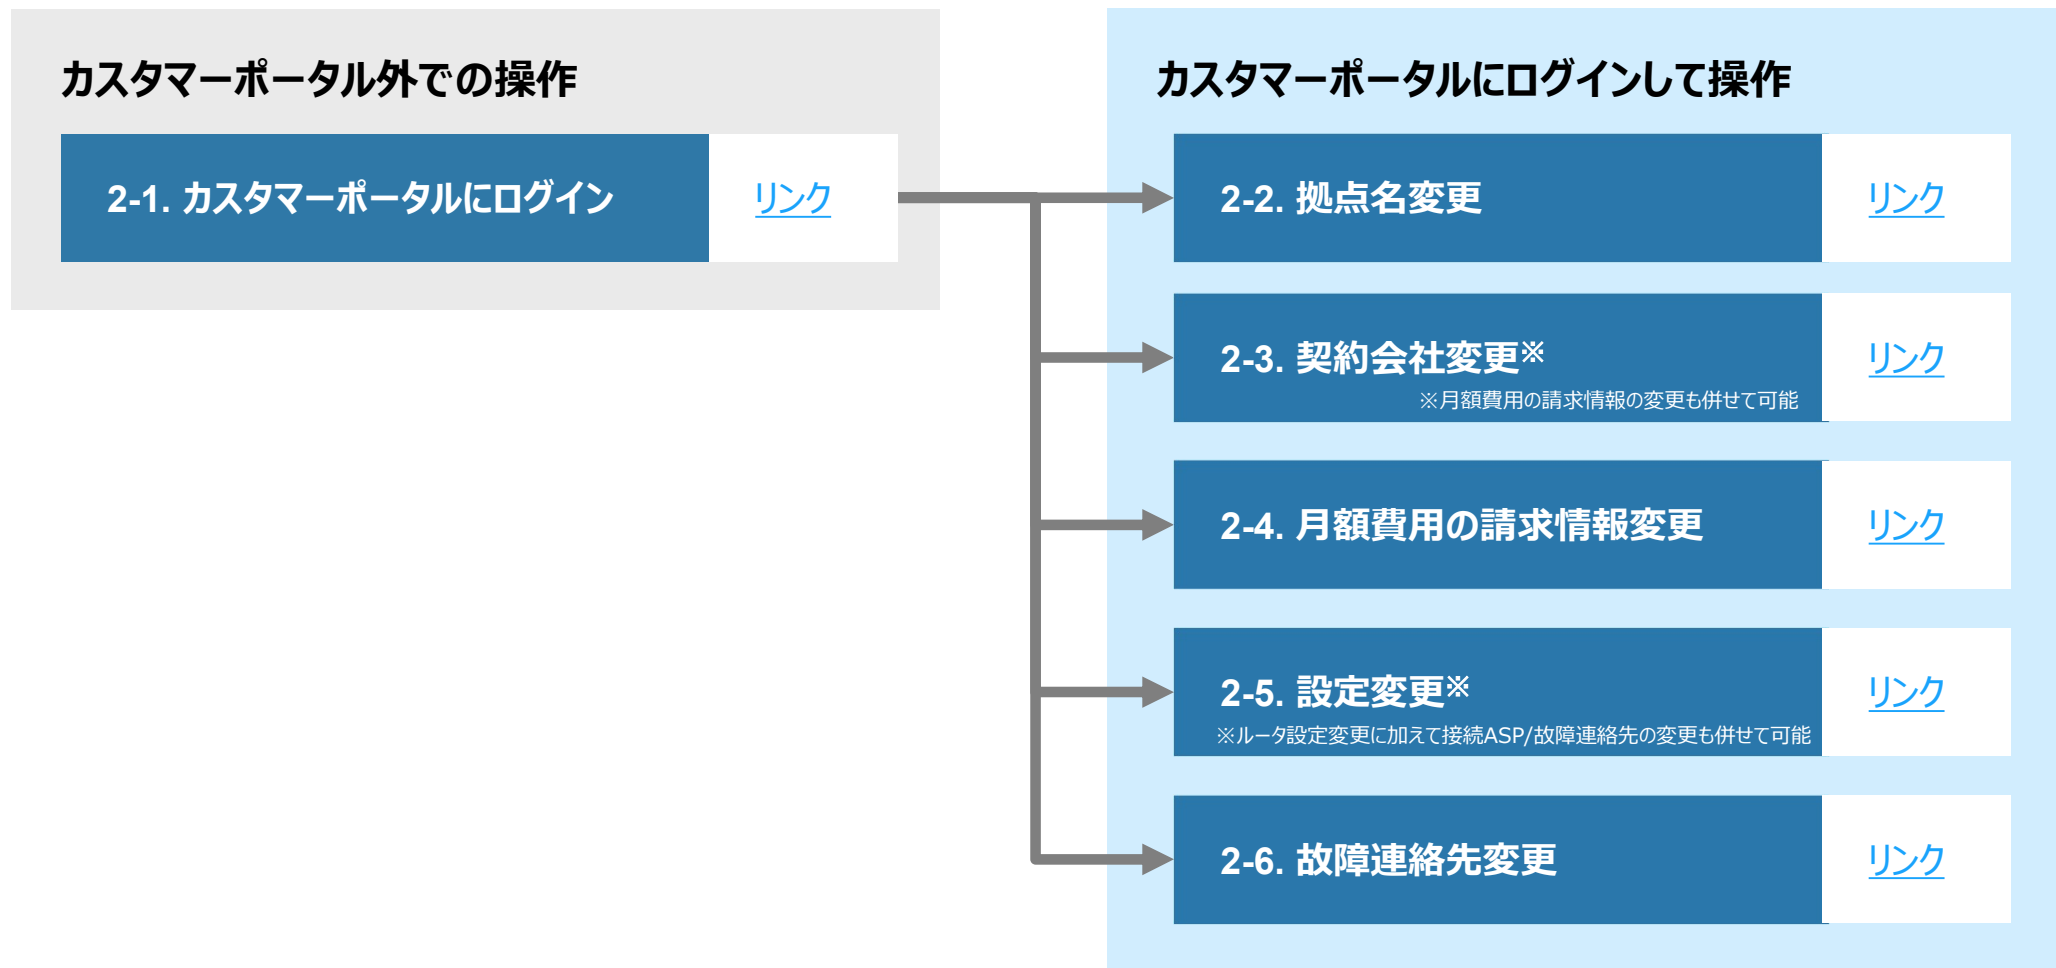 カスタマーポータル外での操作
2-1. カスタマーポータルにログイン
リンク
カスタマーポータルにログインして操作
2-2. 拠点名変更
リンク
2-3. 契約会社変更※
※月額費用の請求情報の変更も併せて可能
リンク
2-4. 月額費用の請求情報変更
リンク
2-5. 設定変更※
※ルータ設定変更に加えて接続ASP/故障連絡先の変更も併せて可能
リンク
2-6. 故障連絡先変更
リンク